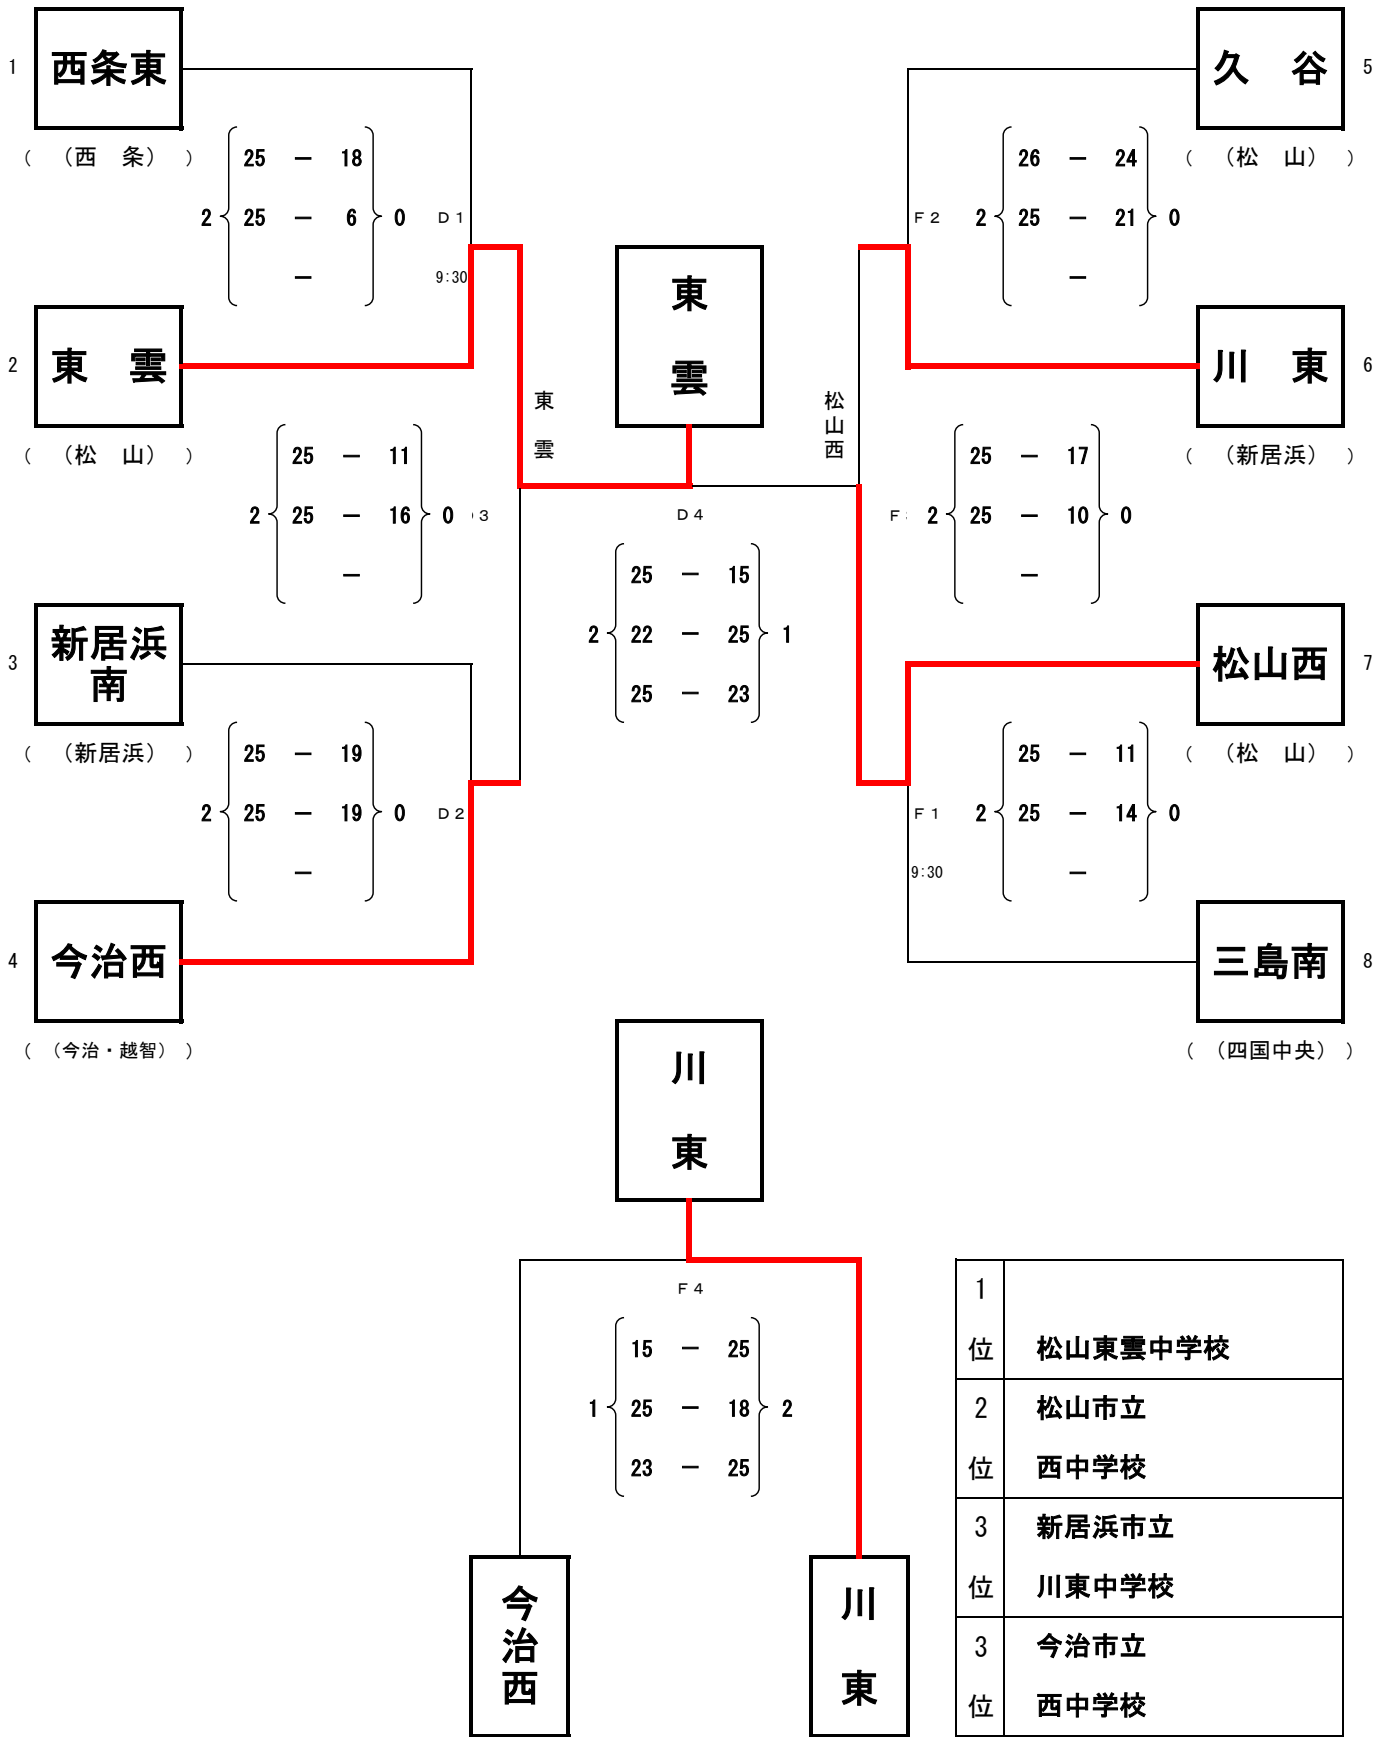 1 西条東
（ （西　条） ）
25 － 18
2 25 － 6 0 Ｄ１
－ 9:30
2 東　雲
（ （松　山） ）
25 － 11
2 25 － 16 0 3
－
3 新居浜
南
（ （新居浜） ）
25 － 19
2 25 － 19 0 Ｄ２
－
4 今治西
（ （今治・越智） ）
東
雲
東
雲
松
山
西
Ｄ４
25 － 15
2 22 － 25 1
25 － 23
久　谷 5
（ （松　山） ）
26 － 24
Ｆ２ 2 25 － 21 0
－
川　東 6
（ （新居浜） ）
25 － 17
Ｆ 2 25 － 10 0
－
松山西 7
（ （松　山） ）
25 － 11
Ｆ１ 2 25 － 14 0
9:30 －
三島南 8
（ （四国中央） ）
川
東
Ｆ４
15 － 25
1 25 － 18 2
23 － 25
今
治
西
川
東
1
位 松山東雲中学校
2 松山市立
位 西中学校
3 新居浜市立
位 川東中学校
3 今治市立
位 西中学校